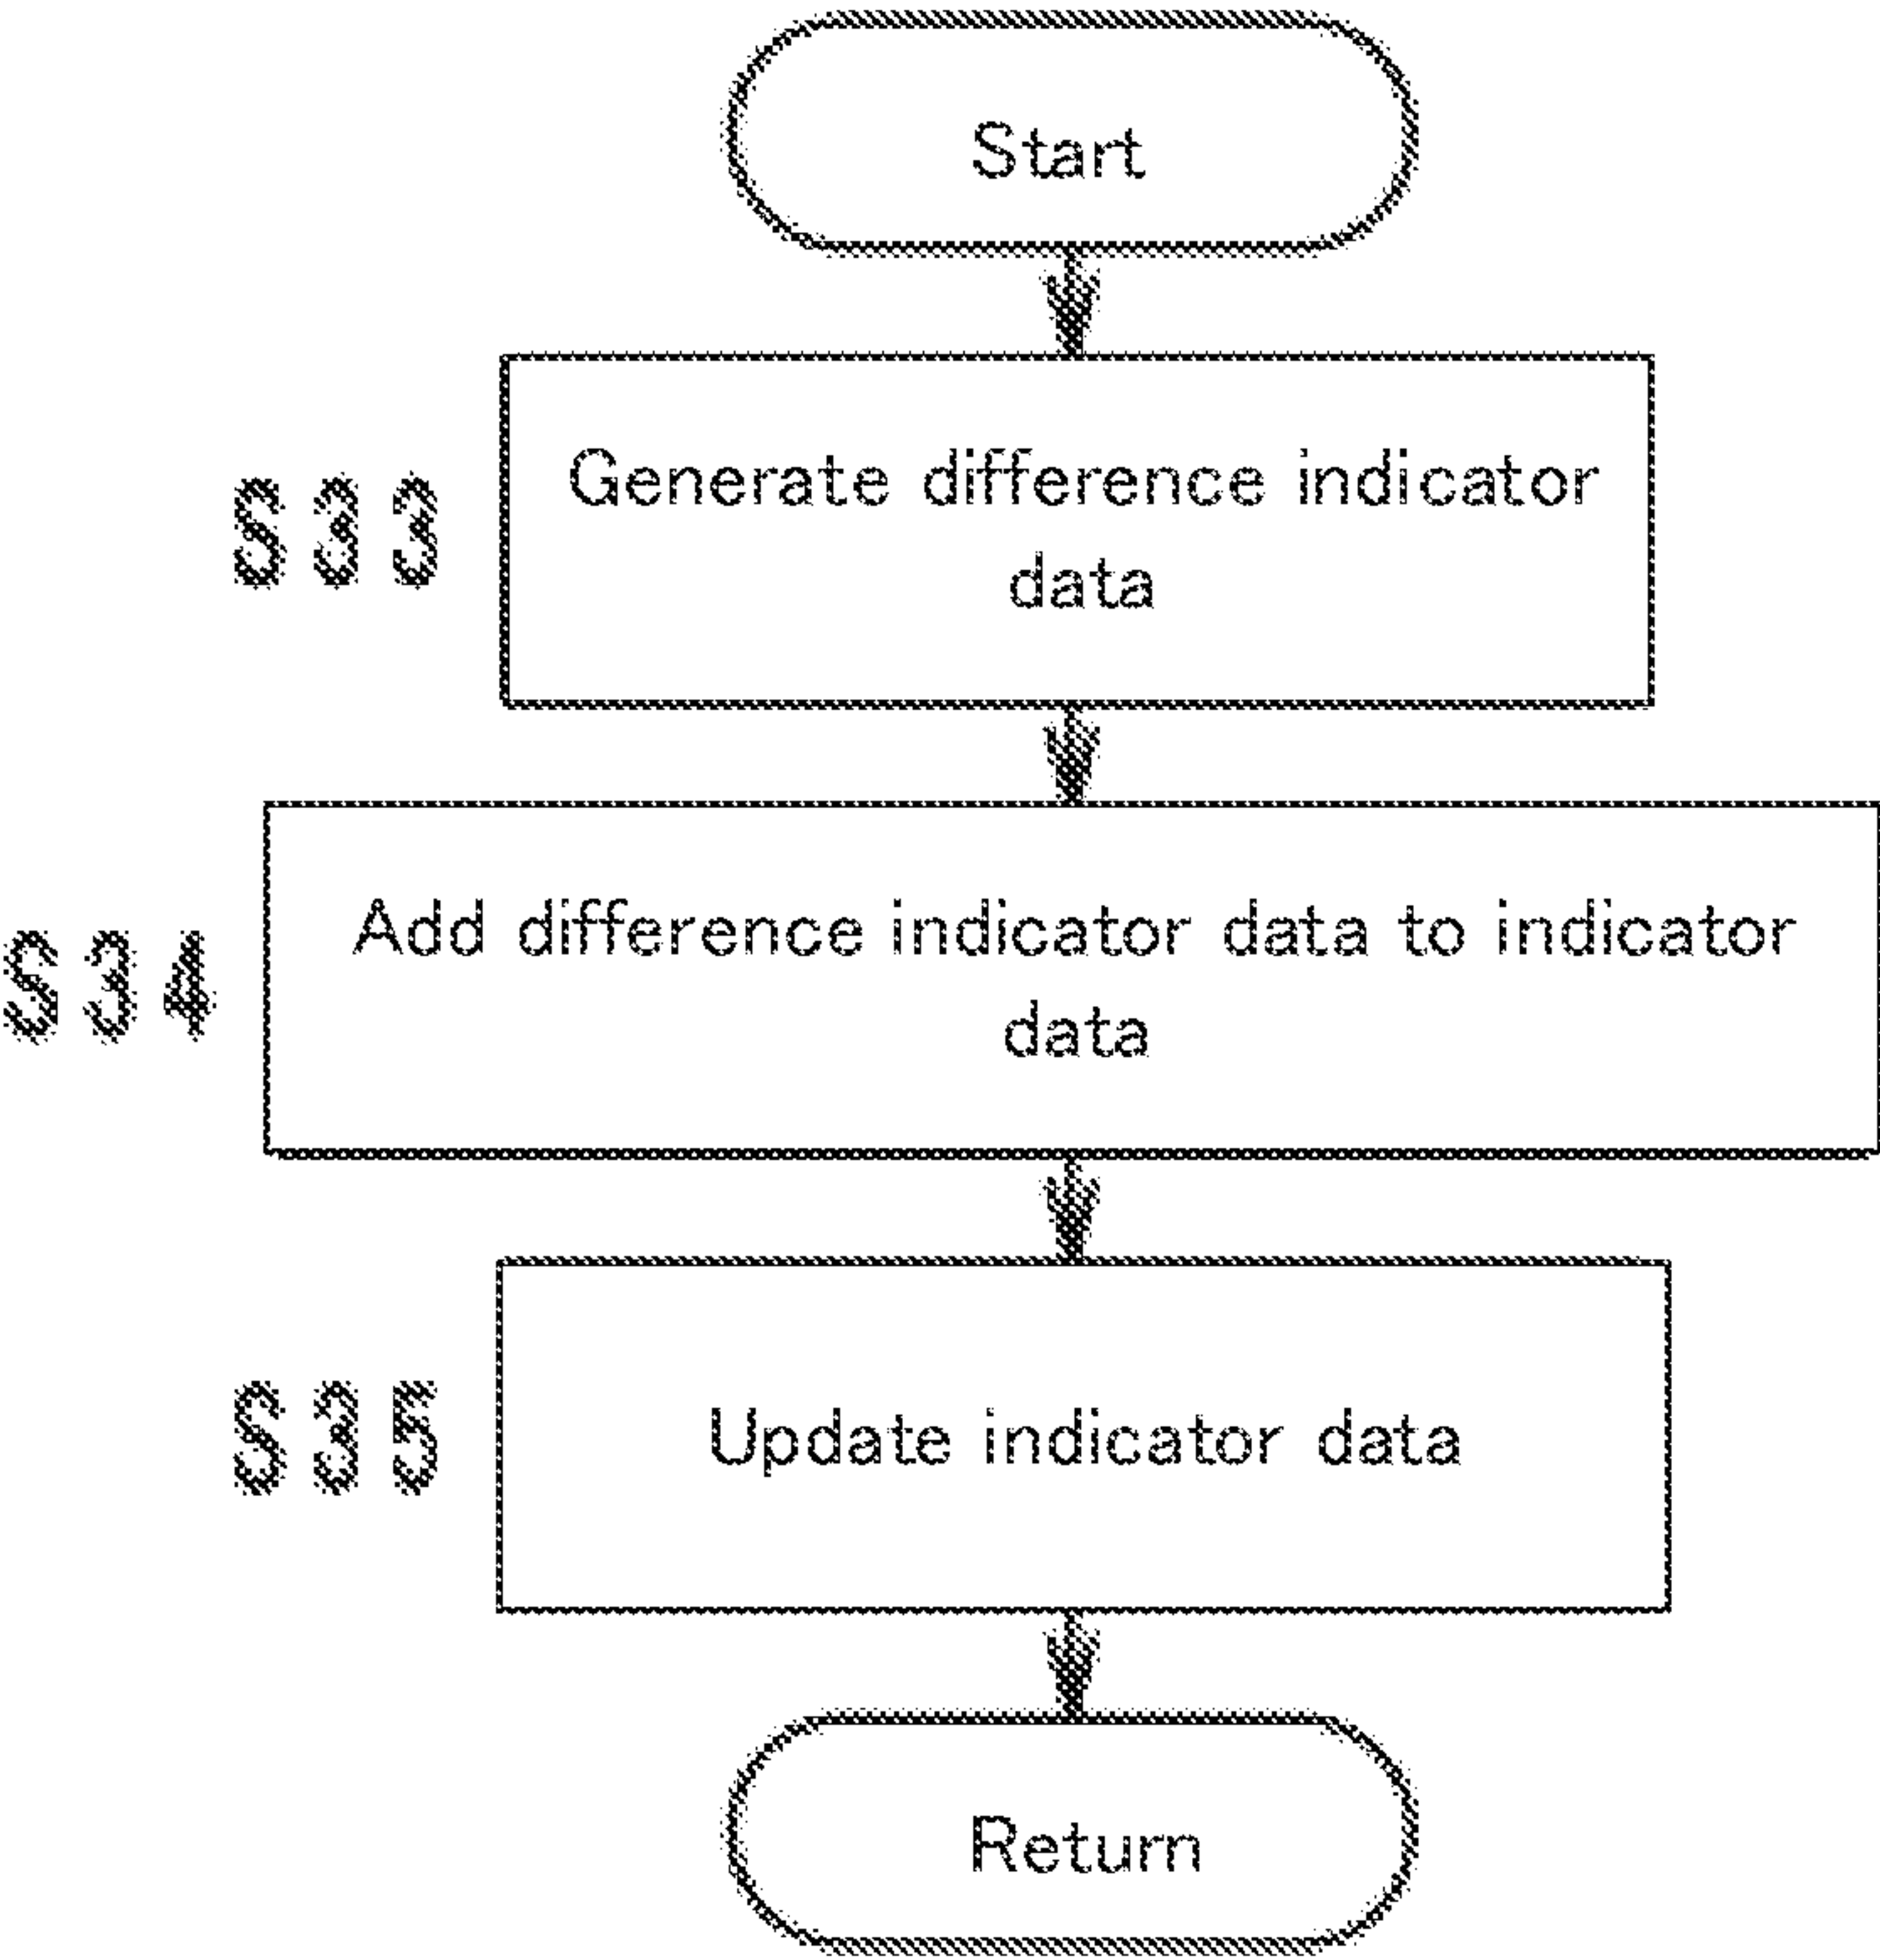 Start
S33
Generate difference indicator
data
S34
Add difference indicator data to indicator
data
S35
Update indicator data
Return